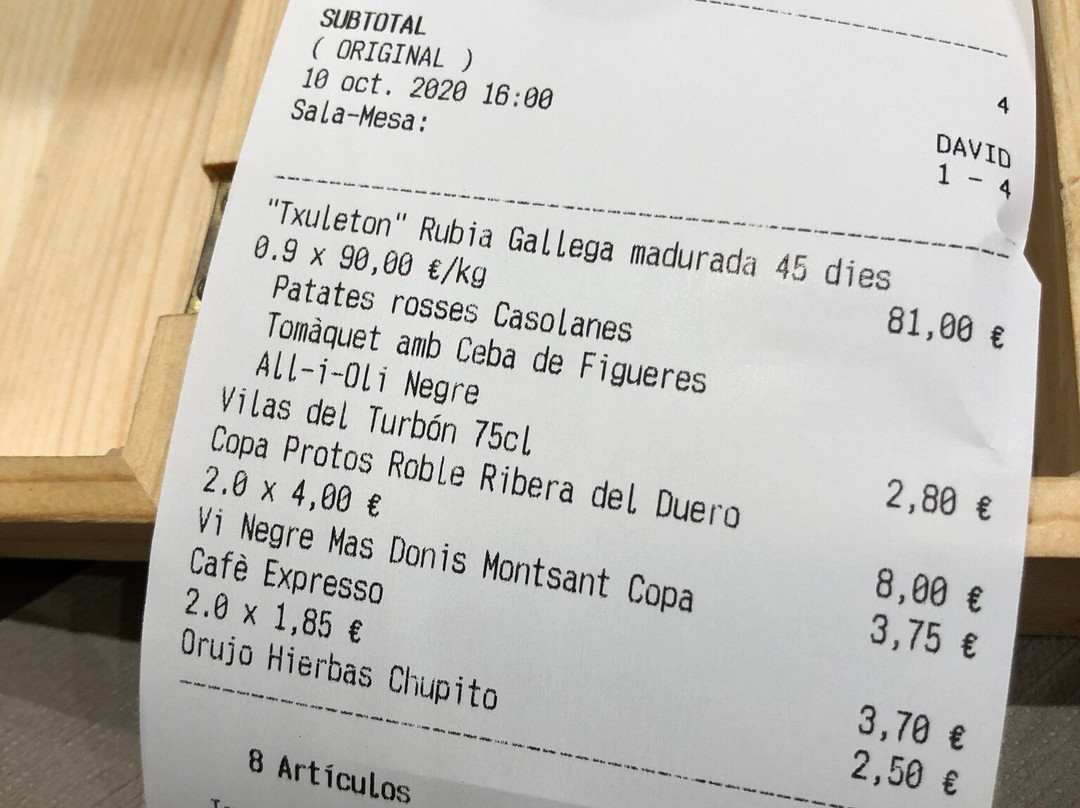 SUBTOTAL
( ORIGINAL )
10 oct. 2020 16:00 4
Sala-Mesa: DAVID
1 - 4
"Txuleton" Rubia Gallega madurada 45 dies
0.9 x 90,00 €/kg 81,00 €
Patates rosses Casolanes
Tomàquet amb Ceba de Figueres
All-i-Oli Negre
Vilas del Turbón 75cl 2,80 €
Copa Protos Roble Ribera del Duero
2.0 x 4,00 € 8,00 €
Vi Negre Mas Donis Montsant Copa 3,75 €
Cafè Expresso
2.0 x 1,85 € 3,70 €
Orujo Hierbas Chupito 2,50 €
8 Artículos